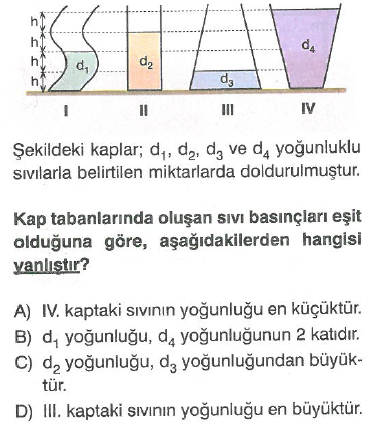 h
h
h
h
d₁
d₂
d₃
d₄
I II III IV
Şekildeki kaplar; d₁, d₂, d₃ ve d₄ yoğunluklu
sıvılarla belirtilen miktarlarda doldurulmuştur.
Kap tabanlarında oluşan sıvı basınçları eşit
olduğuna göre, aşağıdakilerden hangisi
yanlıştır?
A) IV. kaptaki sıvının yoğunluğu en küçüktür.
B) d₁ yoğunluğu, d₄ yoğunluğunun 2 katıdır.
C) d₂ yoğunluğu, d₃ yoğunluğundan büyük-
tür.
D) III. kaptaki sıvının yoğunluğu en büyüktür.